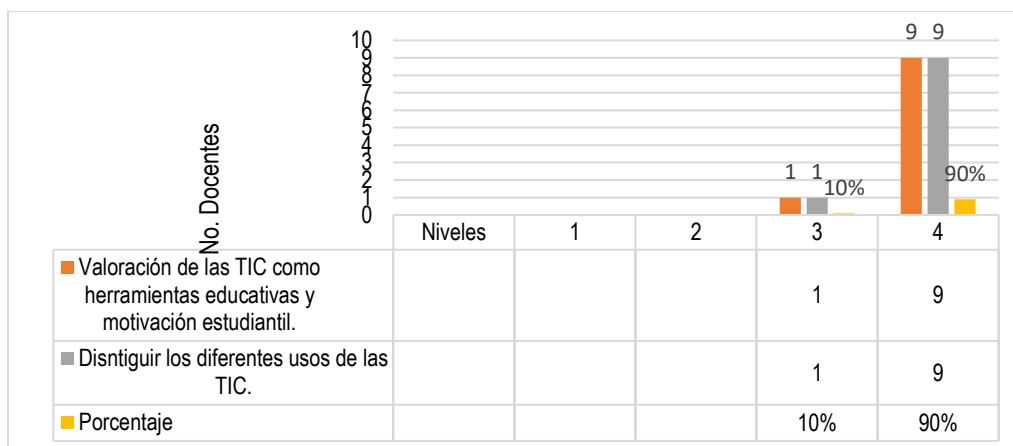 No. Docentes
10
9
8
7
6
5
4
3
2
1
0
1 1 10%
9 9 90%
Niveles 1 2 3 4
Valoración de las TIC como
herramientas educativas y
motivación estudiantil.
1 9
Disntiguir los diferentes usos de las
TIC.
1 9
Porcentaje 10% 90%